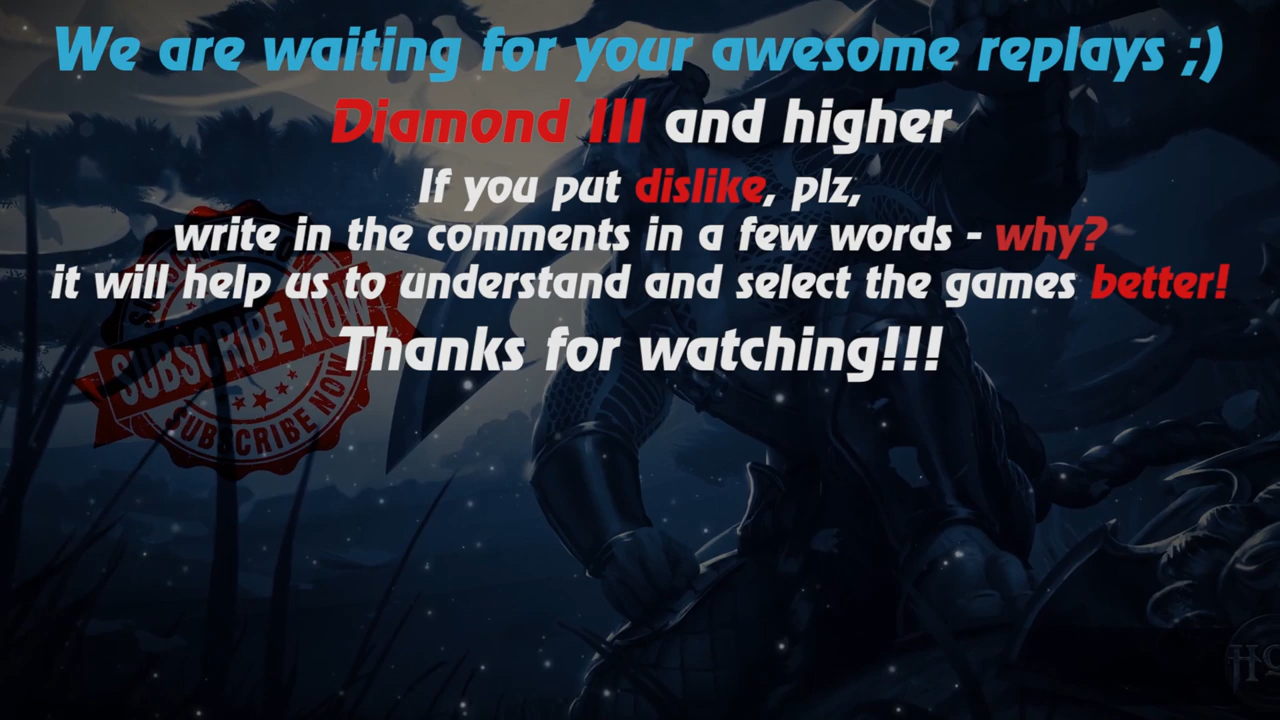 We are waiting for your awesome replays ;)
Diamond III and higher
If you put dislike, plz,
write in the comments in a few words - why?
it will help us to understand and select the games better!
Thanks for watching!!!
SUBSCRIBE NOW
SUBSCRIBE NOW